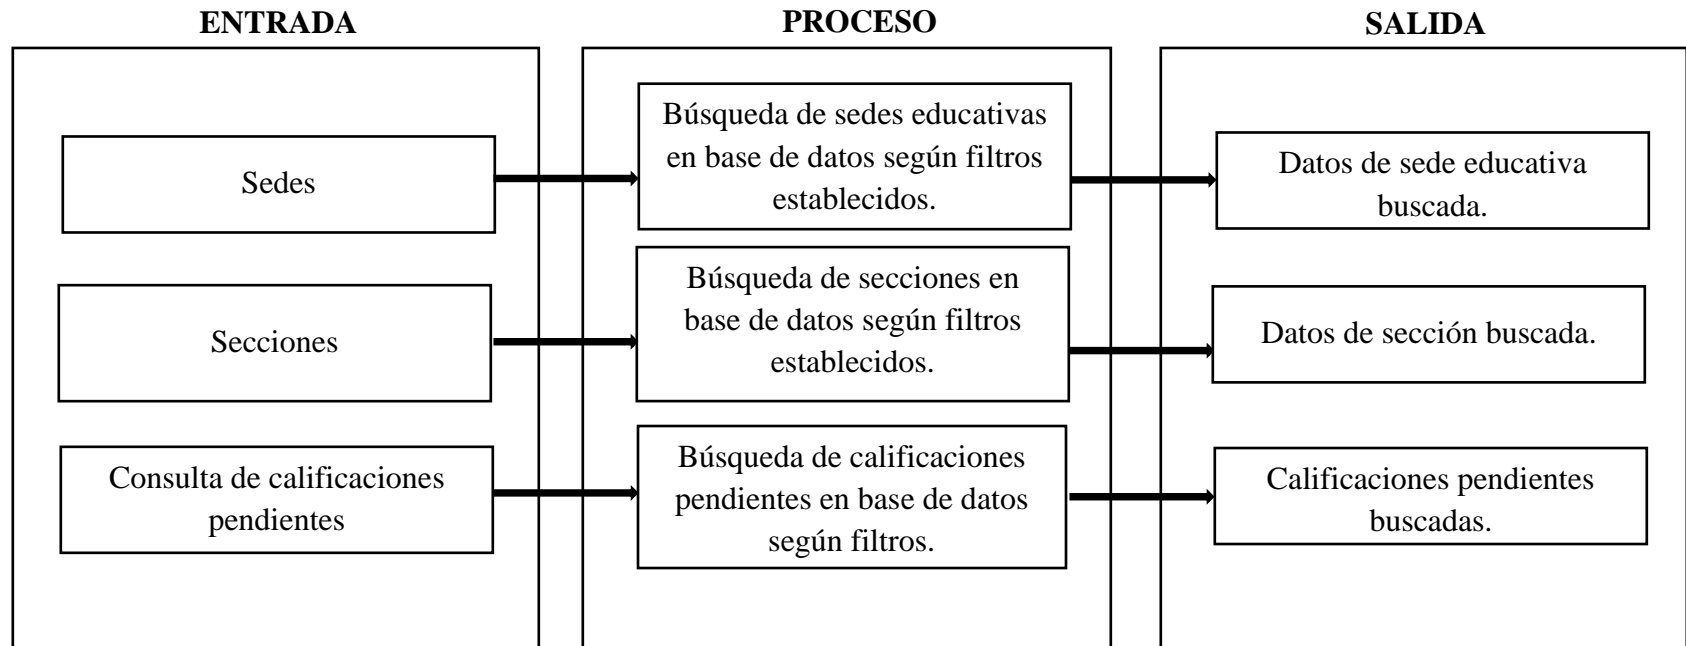 ENTRADA
PROCESO
SALIDA
Sedes
Búsqueda de sedes educativas
en base de datos según filtros
establecidos.
Datos de sede educativa
buscada.
Secciones
Búsqueda de secciones en
base de datos según filtros
establecidos.
Datos de sección buscada.
Consulta de calificaciones
pendientes
Búsqueda de calificaciones
pendientes en base de datos
según filtros.
Calificaciones pendientes
buscadas.